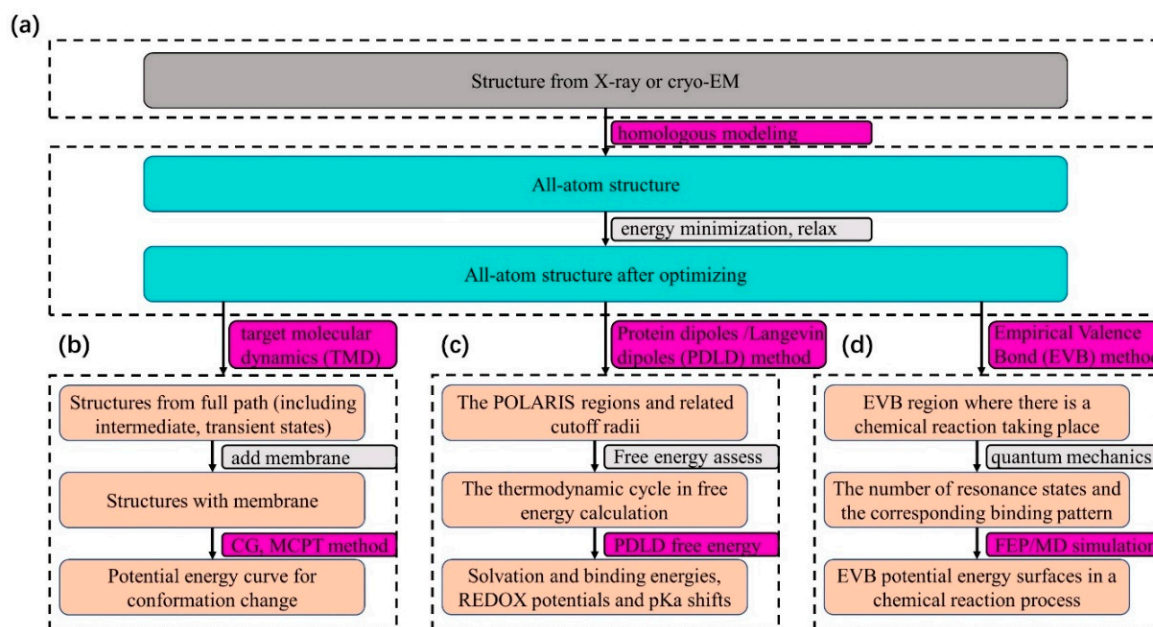 (a)
Structure from X-ray or cryo-EM
homologous modeling
All-atom structure
energy minimization, relax
All-atom structure after optimizing
(b)
target molecular
dynamics (TMD)
Structures from full path (including
intermediate, transient states)
add membrane
Structures with membrane
CG, MCPT method
Potential energy curve for
conformation change
(c)
Protein dipoles /Langevin
dipoles (PDLD) method
The POLARIS regions and related
cutoff radii
Free energy assess
The thermodynamic cycle in free
energy calculation
PDLD free energy
Solvation and binding energies,
REDOX potentials and pKa shifts
(d)
Empirical Valence
Bond (EVB) method
EVB region where there is a
chemical reaction taking place
quantum mechanics
The number of resonance states and
the corresponding binding pattern
FEP/MD simulation
EVB potential energy surfaces in a
chemical reaction process